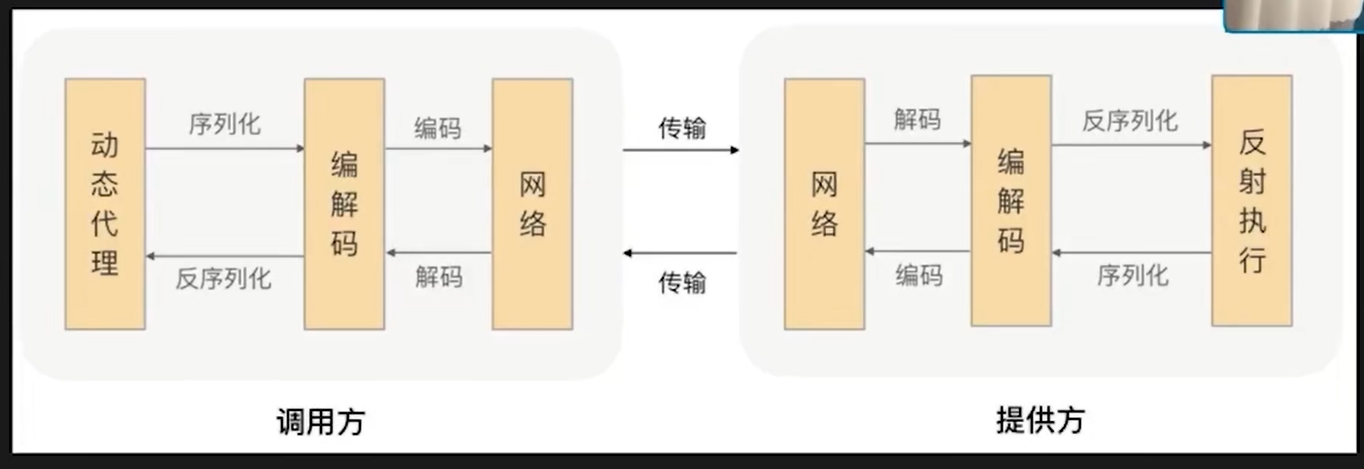 动态代理
序列化
反序列化
编解码
编码
解码
网络
传输
传输
网络
解码
编码
编解码
反序列化
序列化
反射执行
调用方
提供方